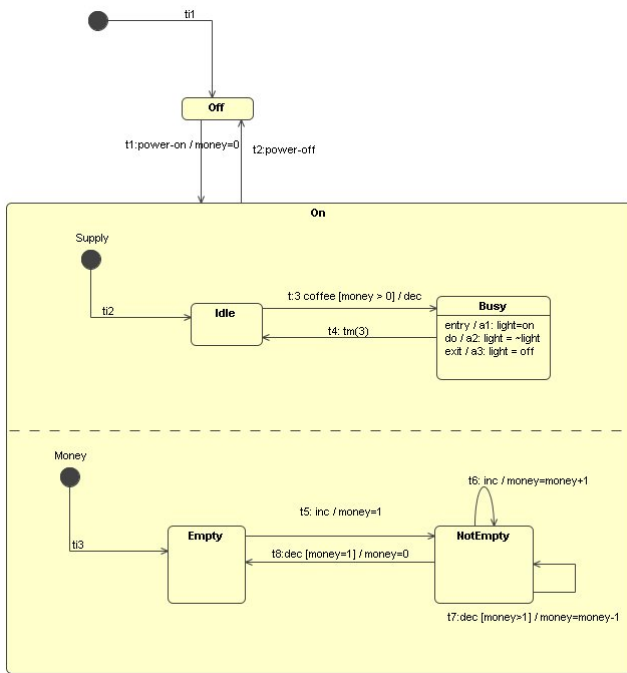 ti1
Off
t1:power-on / money=0
t2:power-off
On
Supply
t:3 coffee [money > 0] / dec
Idle
Busy
ti2
t4: tm(3)
entry / a1: light=on
do / a2: light = ~light
exit / a3: light = off
Money
t6: inc / money=money+1
t5: inc / money=1
ti3
Empty
NotEmpty
t8:dec [money=1] / money=0
t7:dec [money>1] / money=money-1